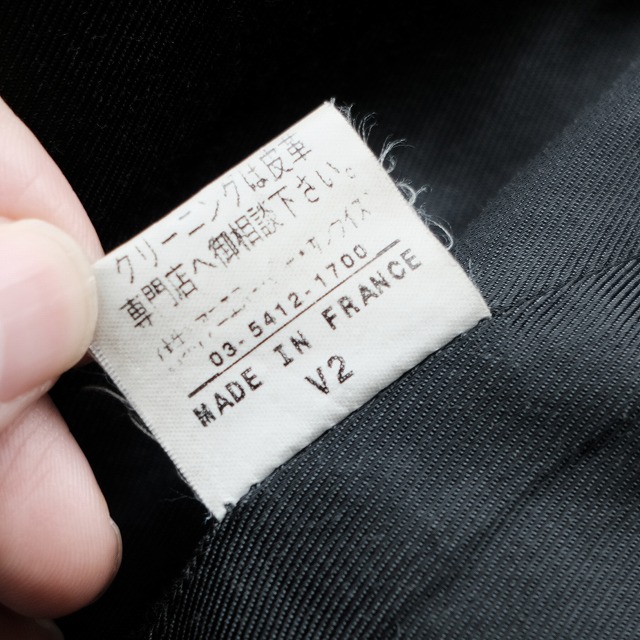 クリーニングは皮革
専門店へ御相談下さい。
03-5412-1700
MADE IN FRANCE
V2